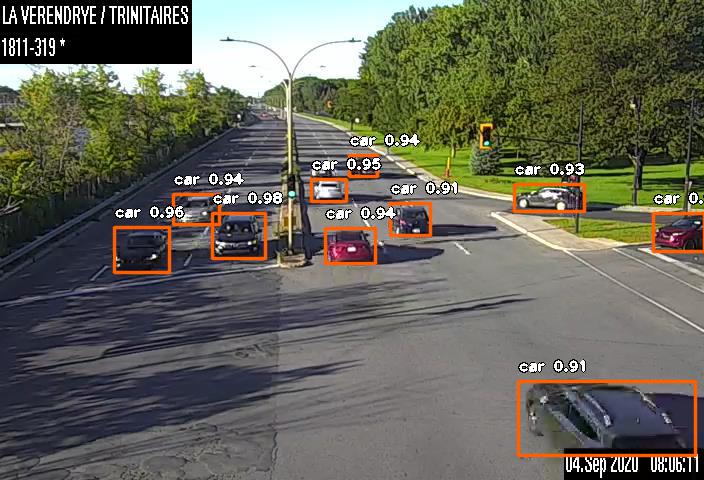 LA VERENDRYE / TRINITAIRES
1811-319 *
car 0.94
car 0.95
car 0.93
car 0.94
car 0.98
car 0.91
car 0.96
car 0.94
car 0.
car 0.91
04.Sep 2020 08:06:11